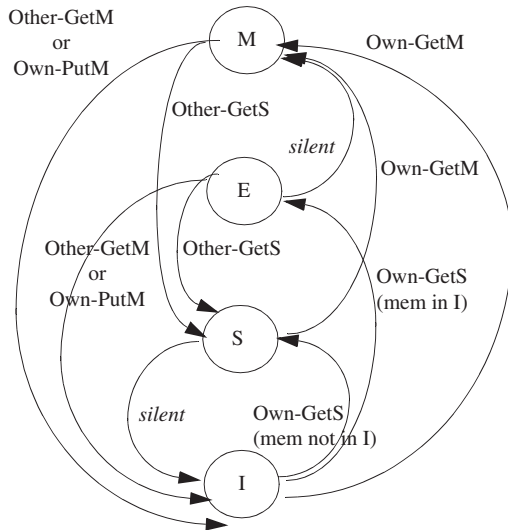 Other-GetM
or
Own-PutM
M
Own-GetM
Other-GetS
silent
Own-GetM
E
Other-GetM
or
Own-PutM
Other-GetS
Own-GetS
(mem in I)
S
silent
Own-GetS
(mem not in I)
I